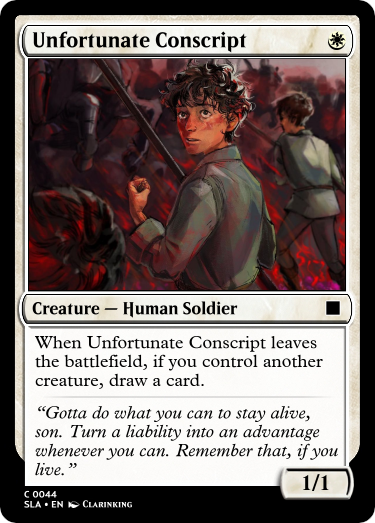 Unfortunate Conscript
Creature — Human Soldier
When Unfortunate Conscript leaves
the battlefield, if you control another
creature, draw a card.
“Gotta do what you can to stay alive,
son. Turn a liability into an advantage
whenever you can. Remember that, if you
live.”
1/1
C 0044
SLA • EN Clarinking